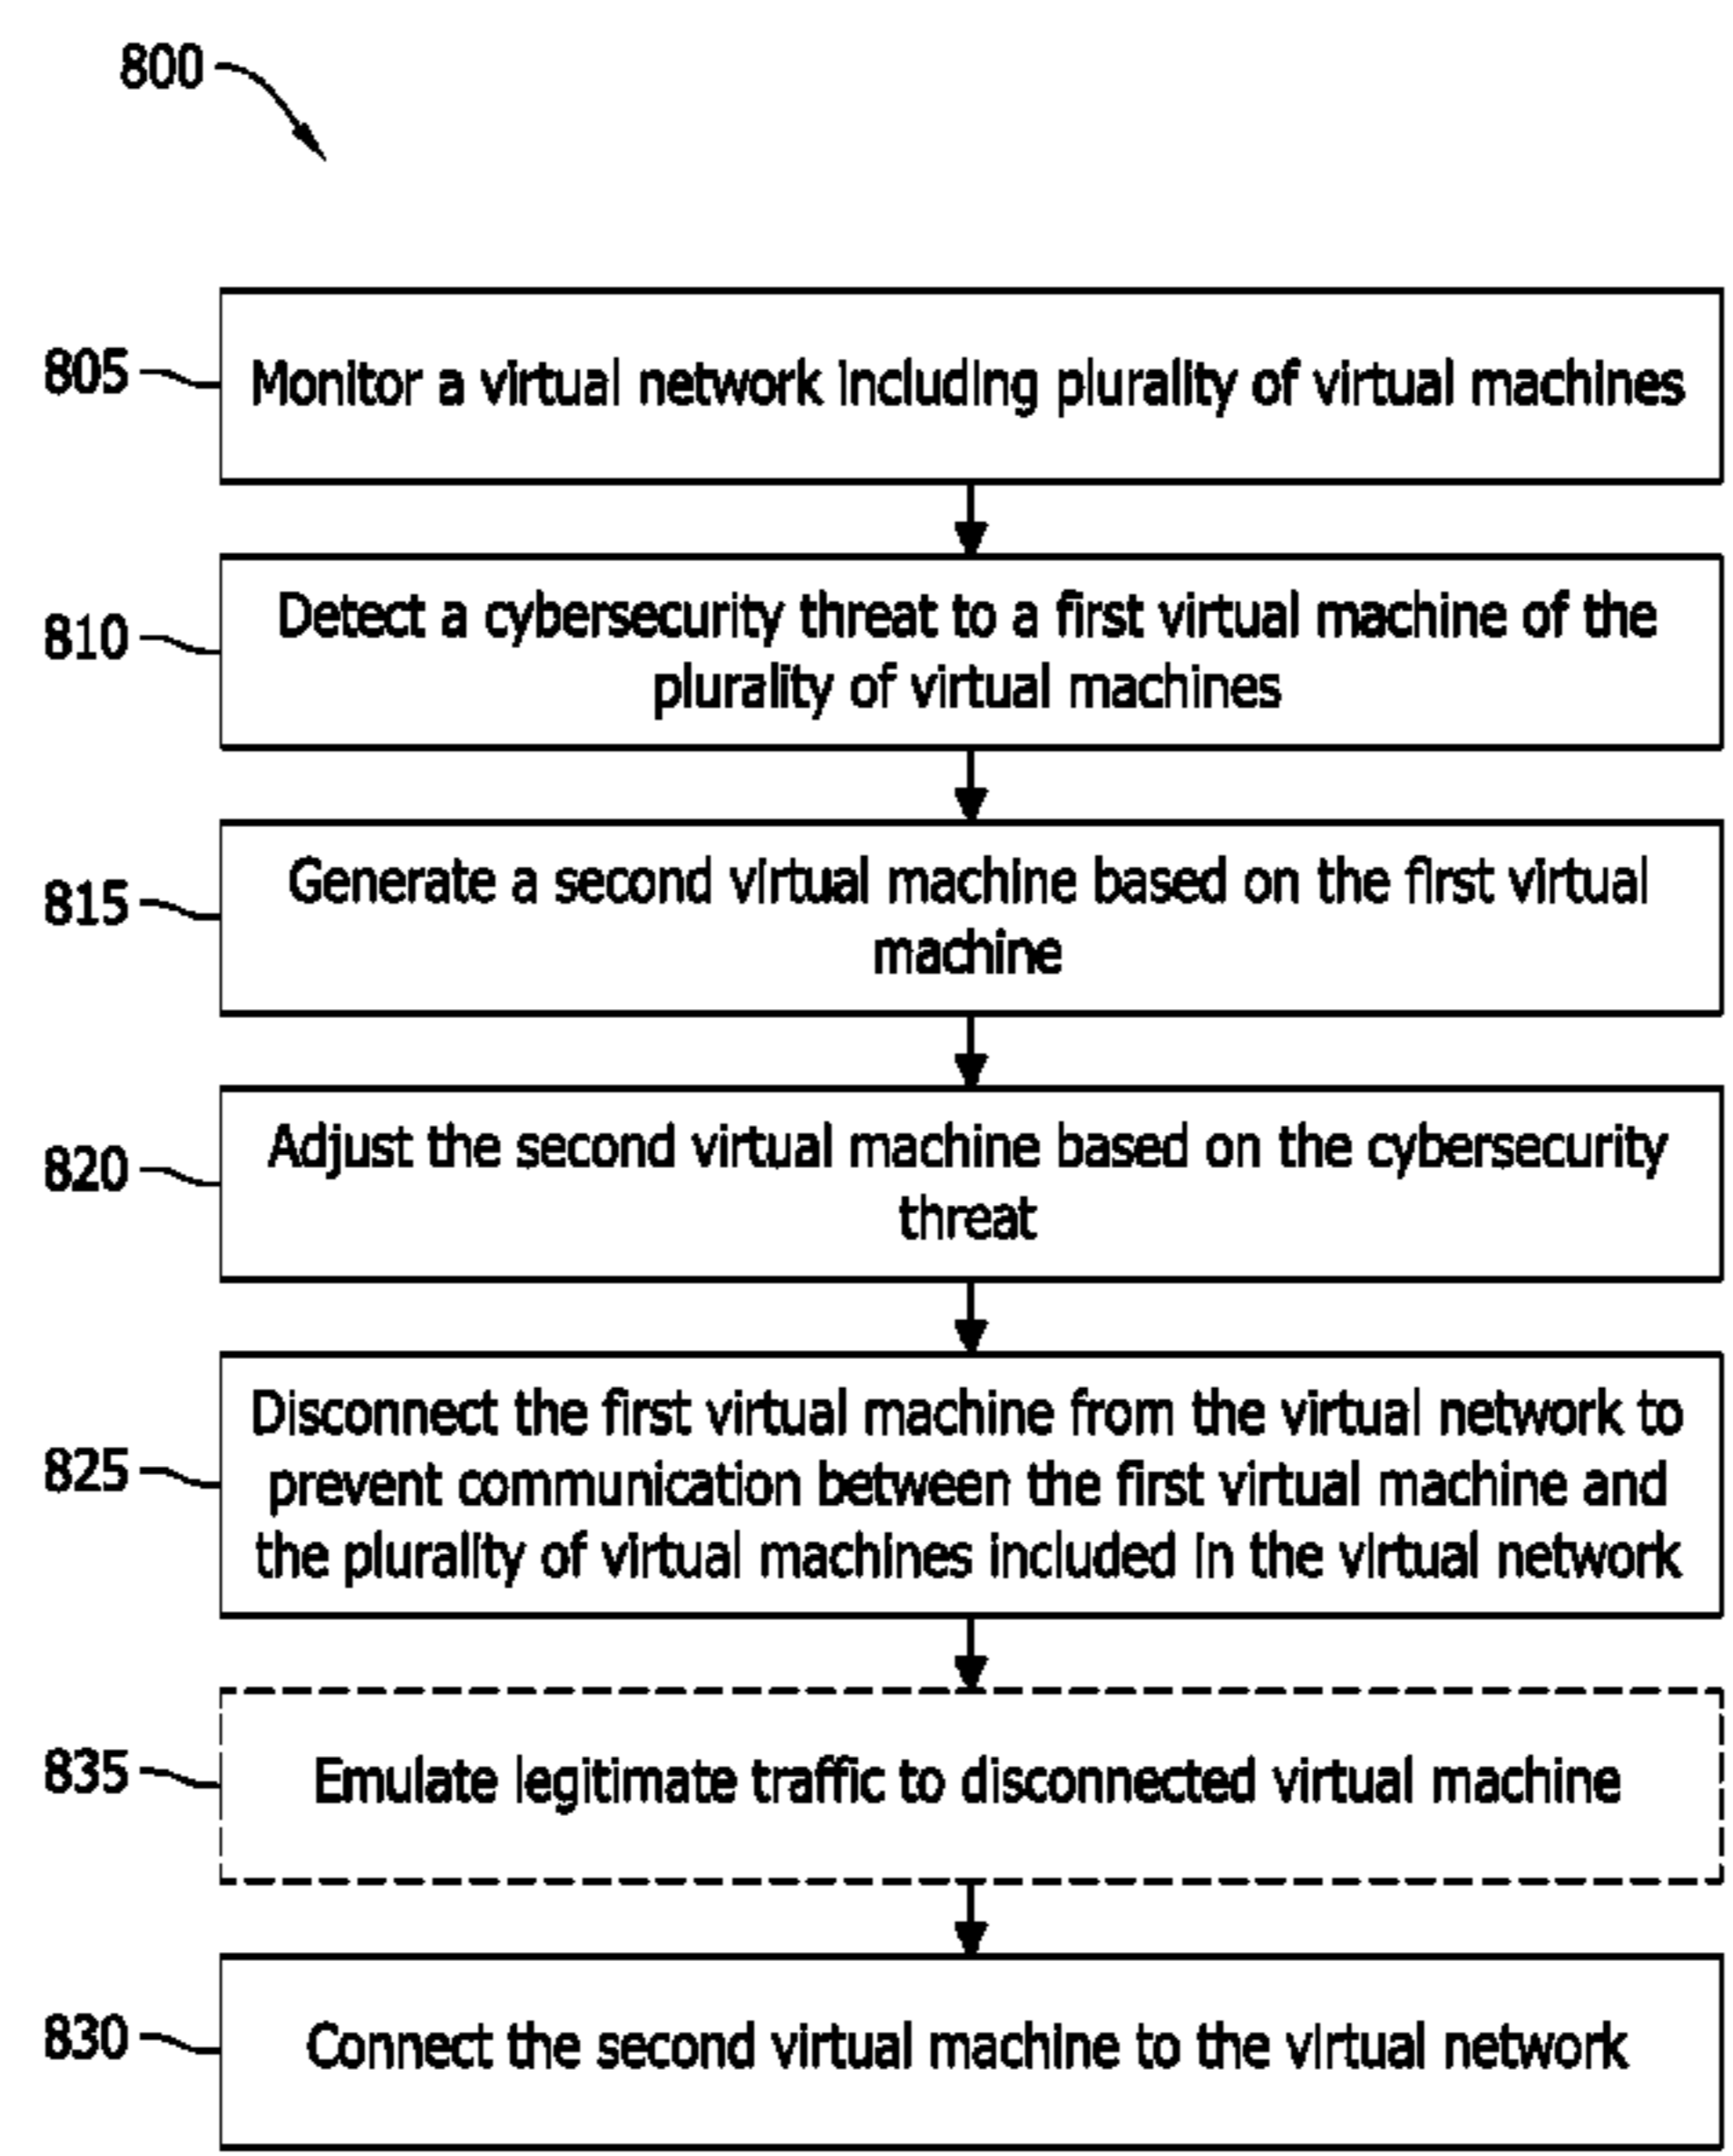 800
805
Monitor a virtual network including plurality of virtual machines
810
Detect a cybersecurity threat to a first virtual machine of the
plurality of virtual machines
815
Generate a second virtual machine based on the first virtual
machine
820
Adjust the second virtual machine based on the cybersecurity
threat
825
Disconnect the first virtual machine from the virtual network to
prevent communication between the first virtual machine and
the plurality of virtual machines included in the virtual network
835
Emulate legitimate traffic to disconnected virtual machine
830
Connect the second virtual machine to the virtual network